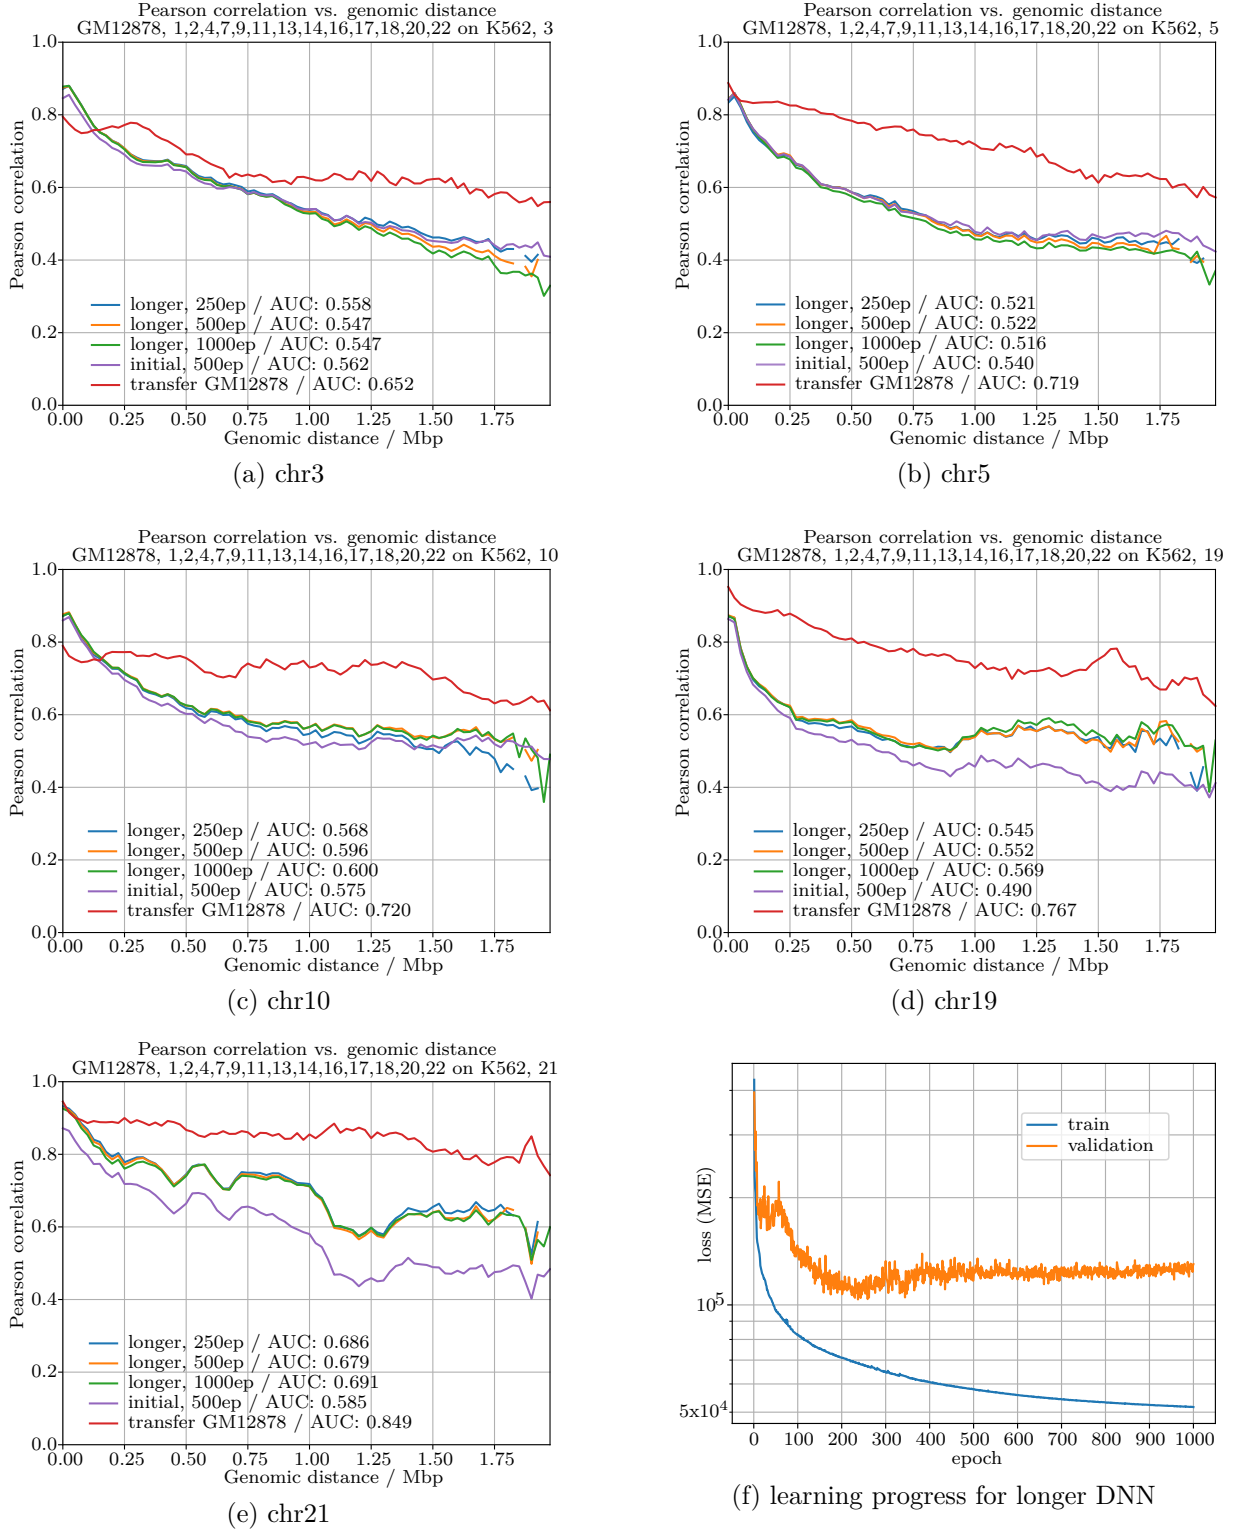 Pearson correlation vs. genomic distance
GM12878, 1,2,4,7,9,11,13,14,16,17,18,20,22 on K562, 3
1.0
0.8
0.6
0.4
0.2
0.0
Pearson correlation
longer, 250ep / AUC: 0.558
longer, 500ep / AUC: 0.547
longer, 1000ep / AUC: 0.547
initial, 500ep / AUC: 0.562
transfer GM12878 / AUC: 0.652
0.00 0.25 0.50 0.75 1.00 1.25 1.50 1.75
Genomic distance / Mbp
(a) chr3
Pearson correlation vs. genomic distance
GM12878, 1,2,4,7,9,11,13,14,16,17,18,20,22 on K562, 5
1.0
0.8
0.6
0.4
0.2
0.0
Pearson correlation
longer, 250ep / AUC: 0.521
longer, 500ep / AUC: 0.522
longer, 1000ep / AUC: 0.516
initial, 500ep / AUC: 0.540
transfer GM12878 / AUC: 0.719
0.00 0.25 0.50 0.75 1.00 1.25 1.50 1.75
Genomic distance / Mbp
(b) chr5
Pearson correlation vs. genomic distance
GM12878, 1,2,4,7,9,11,13,14,16,17,18,20,22 on K562, 10
1.0
0.8
0.6
0.4
0.2
0.0
Pearson correlation
longer, 250ep / AUC: 0.568
longer, 500ep / AUC: 0.596
longer, 1000ep / AUC: 0.600
initial, 500ep / AUC: 0.575
transfer GM12878 / AUC: 0.720
0.00 0.25 0.50 0.75 1.00 1.25 1.50 1.75
Genomic distance / Mbp
(c) chr10
Pearson correlation vs. genomic distance
GM12878, 1,2,4,7,9,11,13,14,16,17,18,20,22 on K562, 19
1.0
0.8
0.6
0.4
0.2
0.0
Pearson correlation
longer, 250ep / AUC: 0.545
longer, 500ep / AUC: 0.552
longer, 1000ep / AUC: 0.569
initial, 500ep / AUC: 0.490
transfer GM12878 / AUC: 0.767
0.00 0.25 0.50 0.75 1.00 1.25 1.50 1.75
Genomic distance / Mbp
(d) chr19
Pearson correlation vs. genomic distance
GM12878, 1,2,4,7,9,11,13,14,16,17,18,20,22 on K562, 21
1.0
0.8
0.6
0.4
0.2
0.0
Pearson correlation
longer, 250ep / AUC: 0.686
longer, 500ep / AUC: 0.679
longer, 1000ep / AUC: 0.691
initial, 500ep / AUC: 0.585
transfer GM12878 / AUC: 0.849
0.00 0.25 0.50 0.75 1.00 1.25 1.50 1.75
Genomic distance / Mbp
(e) chr21
train
validation
loss (MSE)
10⁵
5x10⁴
0 100 200 300 400 500 600 700 800 900 1000
epoch
(f) learning progress for longer DNN